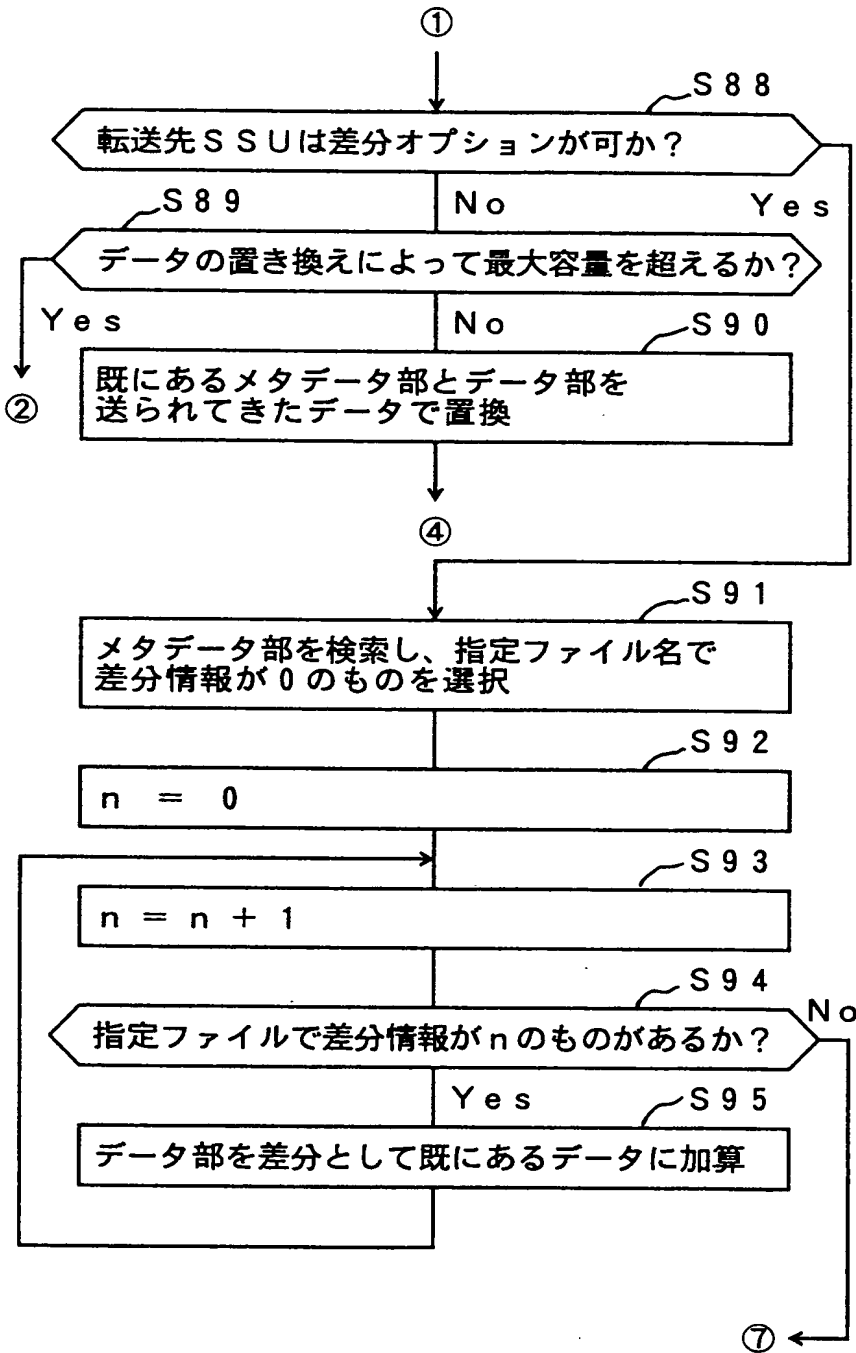 ①
S88
転送先SSUは差分オプションが可か?
S89
No
Yes
データの置き換えによって最大容量を超えるか?
Yes
No
S90
②
既にあるメタデータ部とデータ部を
送られてきたデータで置換
④
S91
メタデータ部を検索し、指定ファイル名で
差分情報が0のものを選択
S92
n = 0
S93
n = n + 1
S94
No
指定ファイルで差分情報がnのものがあるか?
Yes
S95
データ部を差分として既にあるデータに加算
⑦